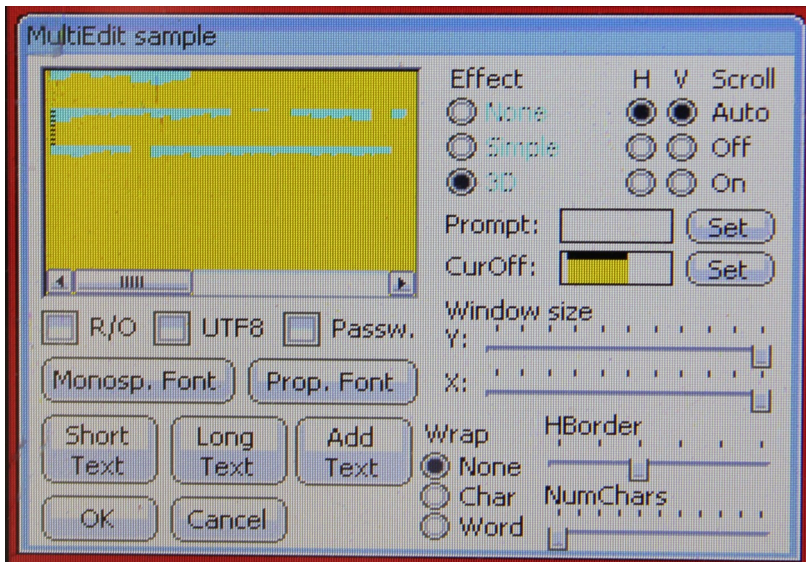 MultiEdit sample
Effect H V Scroll
None Auto
Simple Off
3D On
Prompt: Set
CurOff: Set
R/O UTF8 Passw.
Window size
Y:
X:
Monosp. Font Prop. Font
Short Text
Long Text
Add Text
Wrap
None
Char
Word
HBorder
NumChars
OK Cancel